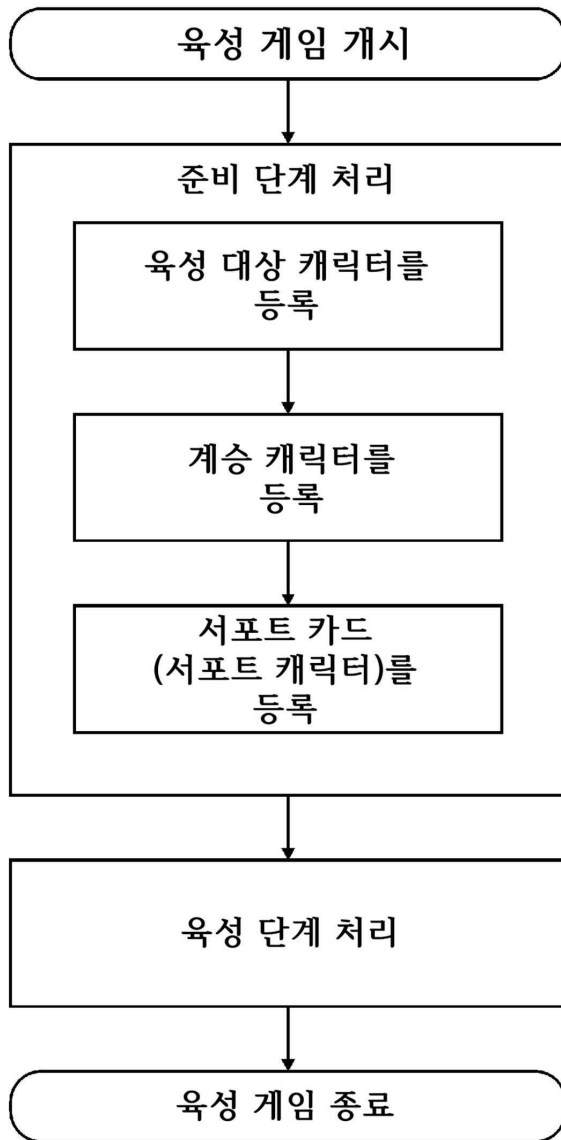 육성 게임 개시
준비 단계 처리
육성 대상 캐릭터를
등록
계승 캐릭터를
등록
서포트 카드
(서포트 캐릭터)를
등록
육성 단계 처리
육성 게임 종료